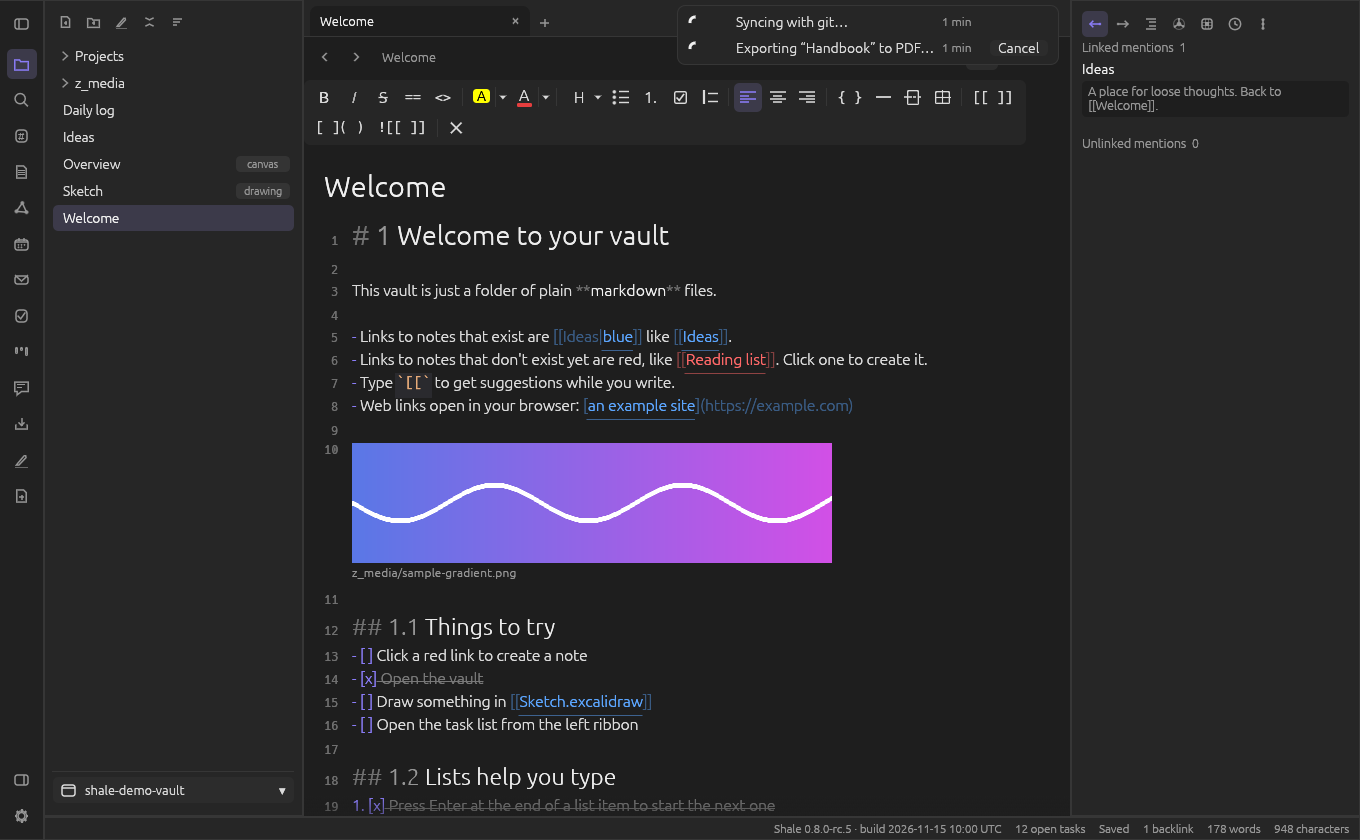 Welcome
Syncing with git… 1 min
Exporting “Handbook” to PDF… 1 min Cancel
Projects
z_media
Daily log
Ideas
Overview canvas
Sketch drawing
Welcome
shale-demo-vault
Welcome
B I S == <> A A H 1. { } — [[ ]]
[ ]( ) ![[ ]]
Welcome
1 # 1 Welcome to your vault
2
3 This vault is just a folder of plain **markdown** files.
4
5 - Links to notes that exist are [[Ideas|blue]] like [[Ideas]].
6 - Links to notes that don't exist yet are red, like [[Reading list]]. Click one to create it.
7 - Type `[[` to get suggestions while you write.
8 - Web links open in your browser: [an example site](https://example.com)
9
10
z_media/sample-gradient.png
11
12 ## 1.1 Things to try
13 - [ ] Click a red link to create a note
14 - [x] Open the vault
15 - [ ] Draw something in [[Sketch.excalidraw]]
16 - [ ] Open the task list from the left ribbon
17
18 ## 1.2 Lists help you type
19 1. [x] Press Enter at the end of a list item to start the next one
Linked mentions 1
Ideas
A place for loose thoughts. Back to
[[Welcome]].
Unlinked mentions 0
Shale 0.8.0-rc.5 · build 2026-11-15 10:00 UTC 12 open tasks Saved 1 backlink 178 words 948 characters